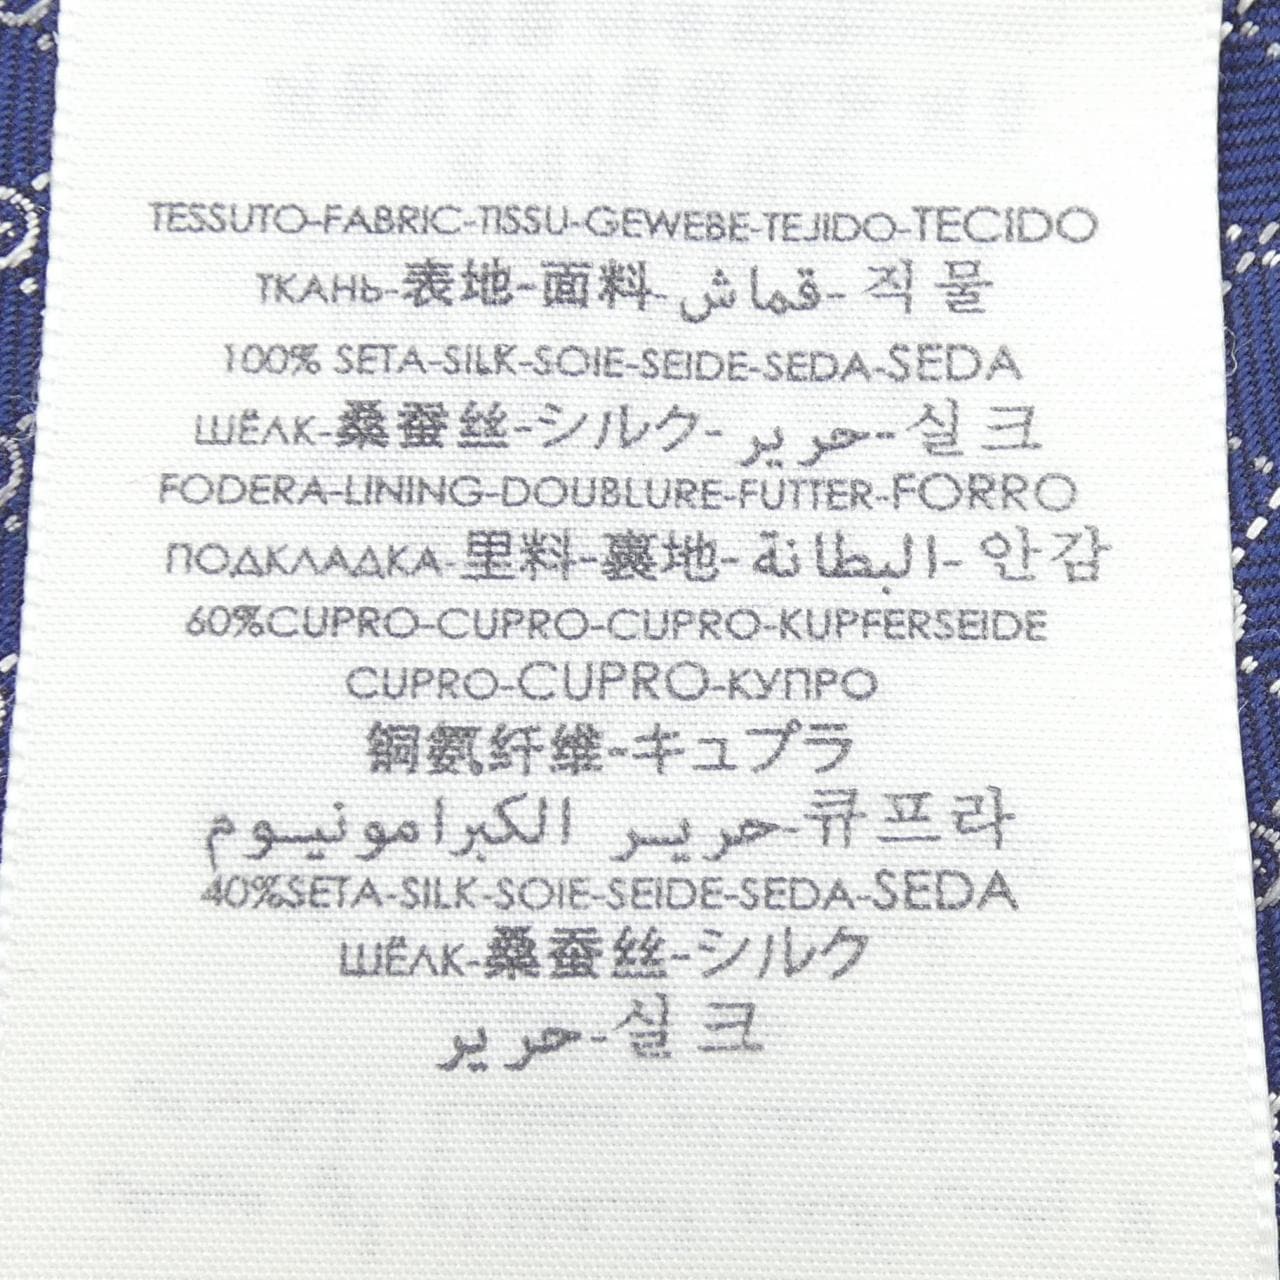 TESSUTO-FABRIC-TISSU-GEWEBE-TEJIDO-TECIDO
ТКАНЬ-表地-面料-قماش-직물
100% SETA-SILK-SOIE-SEIDE-SEDA-SEDA
ШЁЛК-桑蚕丝-シルク-حرير-실크
FODERA-LINING-DOUBLURE-FUTTER-FORRO
ПОДКЛАДКА-里料-裏地-البطانة-안감
60%CUPRO-CUPRO-CUPRO-KUPFERSEIDE
CUPRO-CUPRO-КУПРО
铜氨纤维-キュプラ
حرير الكبرامونيوم-큐프라
40%SETA-SILK-SOIE-SEIDE-SEDA-SEDA
ШЁЛК-桑蚕丝-シルク
حرير-실크